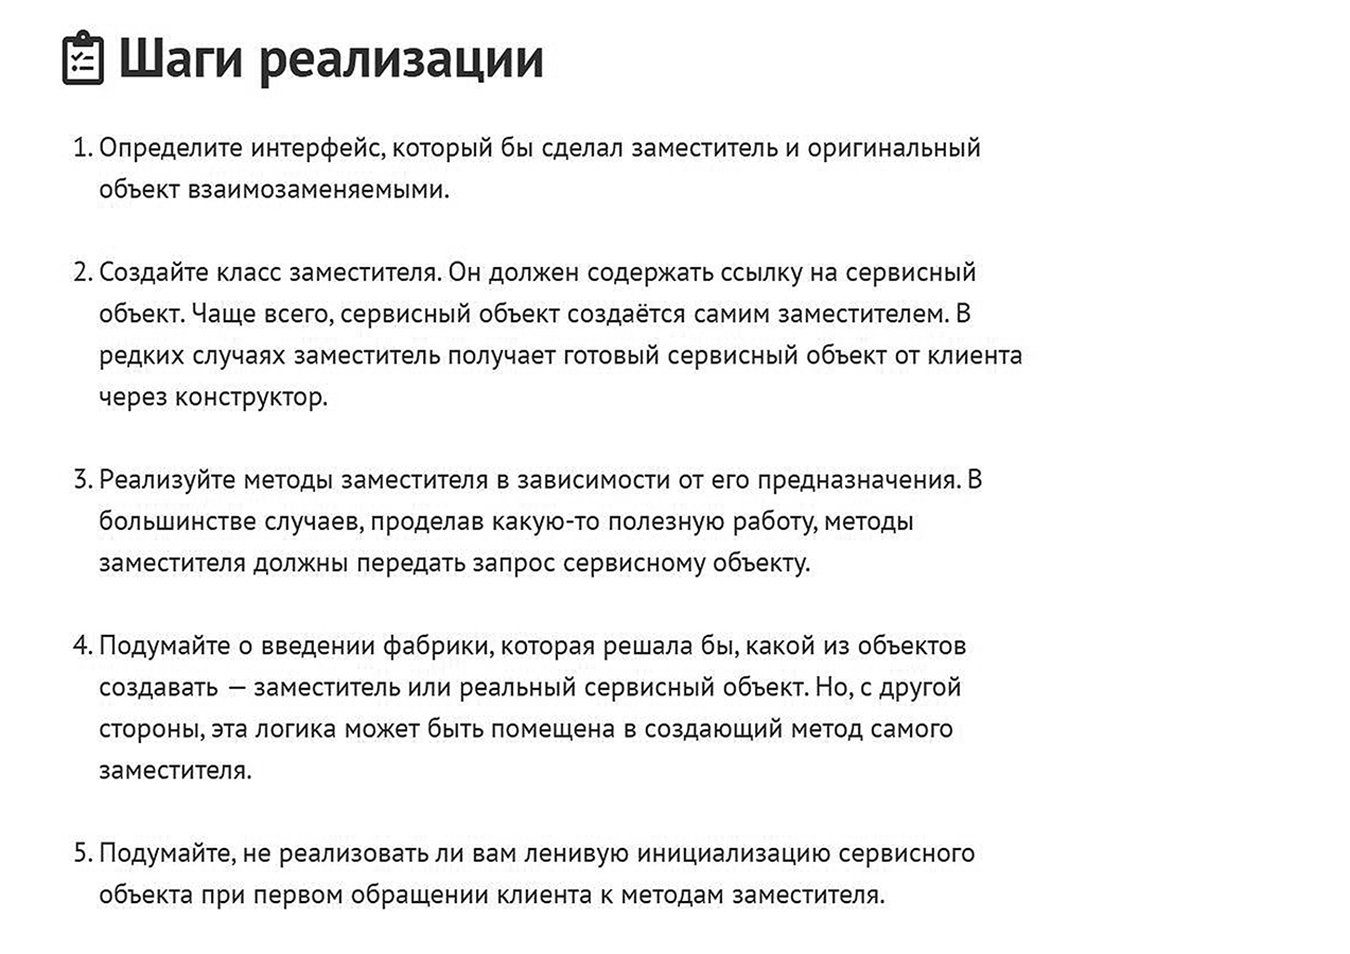 Шаги реализации
1. Определите интерфейс, который бы сделал заместитель и оригинальный
объект взаимозаменяемыми.
2. Создайте класс заместителя. Он должен содержать ссылку на сервисный
объект. Чаще всего, сервисный объект создаётся самим заместителем. В
редких случаях заместитель получает готовый сервисный объект от клиента
через конструктор.
3. Реализуйте методы заместителя в зависимости от его предназначения. В
большинстве случаев, проделав какую-то полезную работу, методы
заместителя должны передать запрос сервисному объекту.
4. Подумайте о введении фабрики, которая решала бы, какой из объектов
создавать — заместитель или реальный сервисный объект. Но, с другой
стороны, эта логика может быть помещена в создающий метод самого
заместителя.
5. Подумайте, не реализовать ли вам ленивую инициализацию сервисного
объекта при первом обращении клиента к методам заместителя.